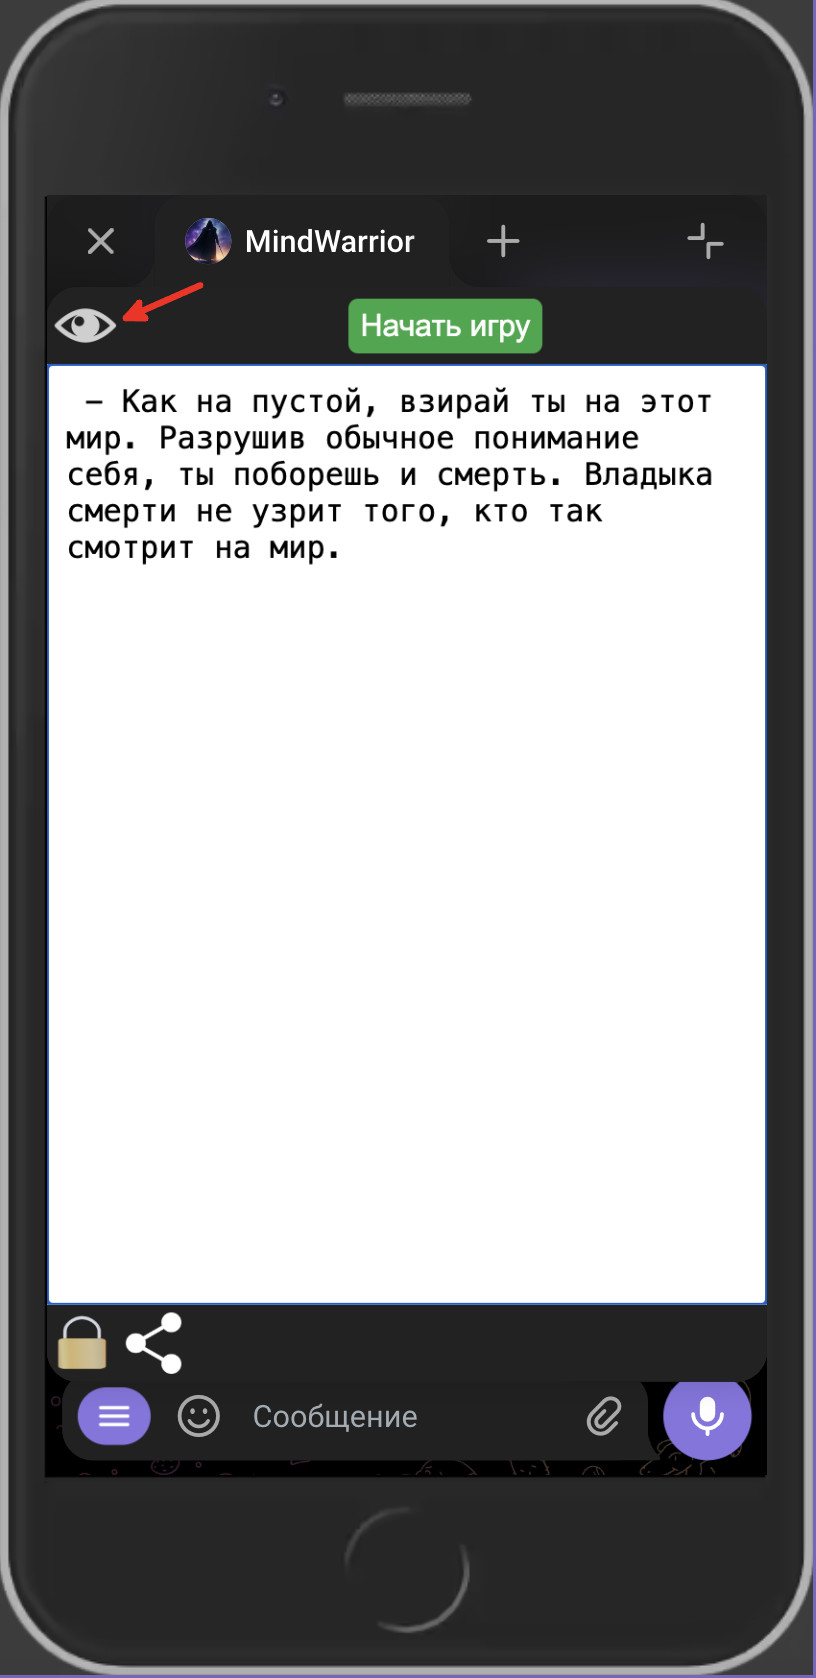 MindWarrior
Начать игру
– Как на пустой, взирай ты на этот
мир. Разрушив обычное понимание
себя, ты поборешь и смерть. Владыка
смерти не узрит того, кто так
смотрит на мир.
Сообщение